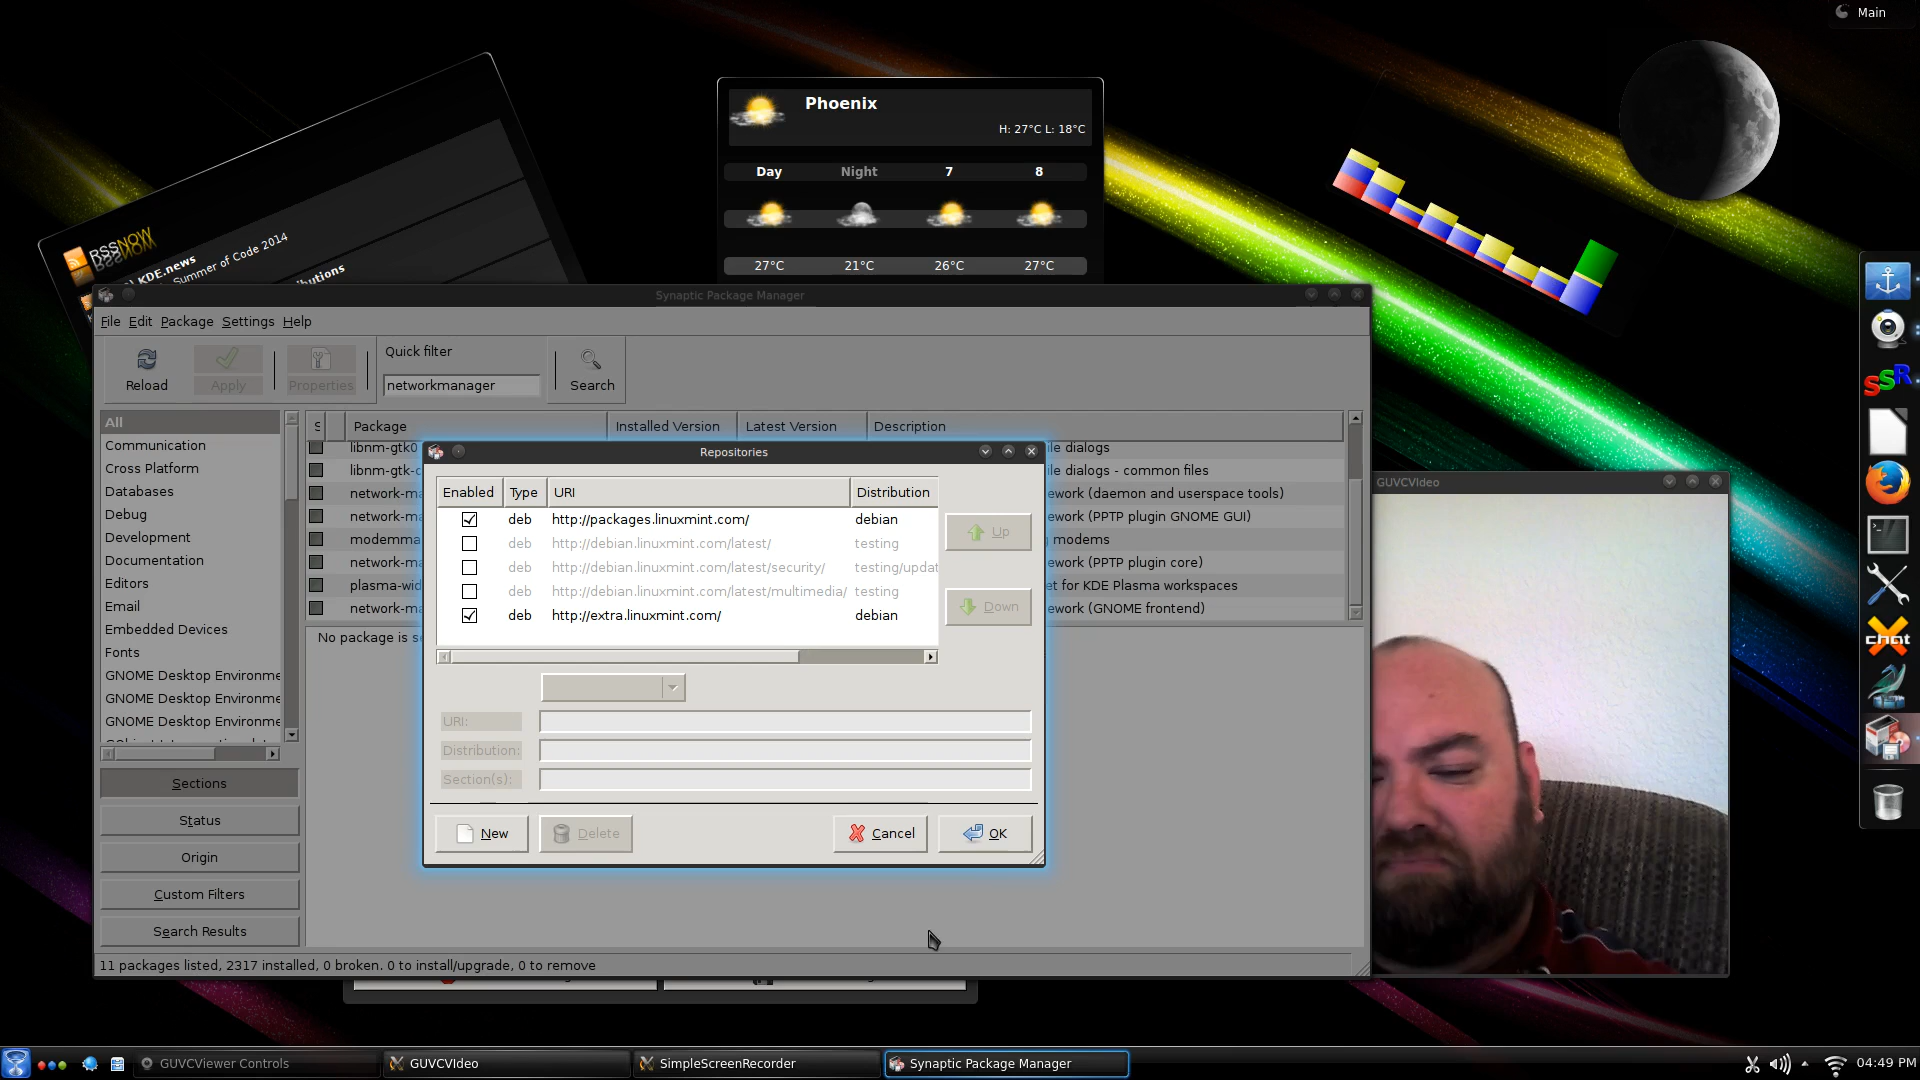 Main
Phoenix
H: 27°C L: 18°C
Day Night 7 8
27°C 21°C 26°C 27°C
RSSNOW
KDE.news
Summer of Code 2014
Synaptic Package Manager
File Edit Package Settings Help
Quick filter
Reload Apply Properties networkmanager Search
All
Communication
Cross Platform
Databases
Debug
Development
Documentation
Editors
Email
Embedded Devices
Fonts
GNOME Desktop Environme
GNOME Desktop Environme
GNOME Desktop Environme
Sections
Status
Origin
Custom Filters
Search Results
S Package Installed Version Latest Version Description
libnm-gtk0 ile dialogs
libnm-gtk-c ile dialogs - common files
network-ma ework (daemon and userspace tools)
network-ma ework (PPTP plugin GNOME GUI)
modemma g modems
network-ma ework (PPTP plugin core)
plasma-wid et for KDE Plasma workspaces
network-ma ework (GNOME frontend)
No package is se
11 packages listed, 2317 installed, 0 broken. 0 to install/upgrade, 0 to remove
Repositories
Enabled Type URI Distribution
deb http://packages.linuxmint.com/ debian
deb http://debian.linuxmint.com/latest/ testing
deb http://debian.linuxmint.com/latest/security/ testing/updat
deb http://debian.linuxmint.com/latest/multimedia/ testing
deb http://extra.linuxmint.com/ debian
Up
Down
URI:
Distribution:
Section(s):
New Delete Cancel OK
GUVCVIdeo
SSR
chat
GUVCViewer Controls GUVCVIdeo SimpleScreenRecorder Synaptic Package Manager 04:49 PM